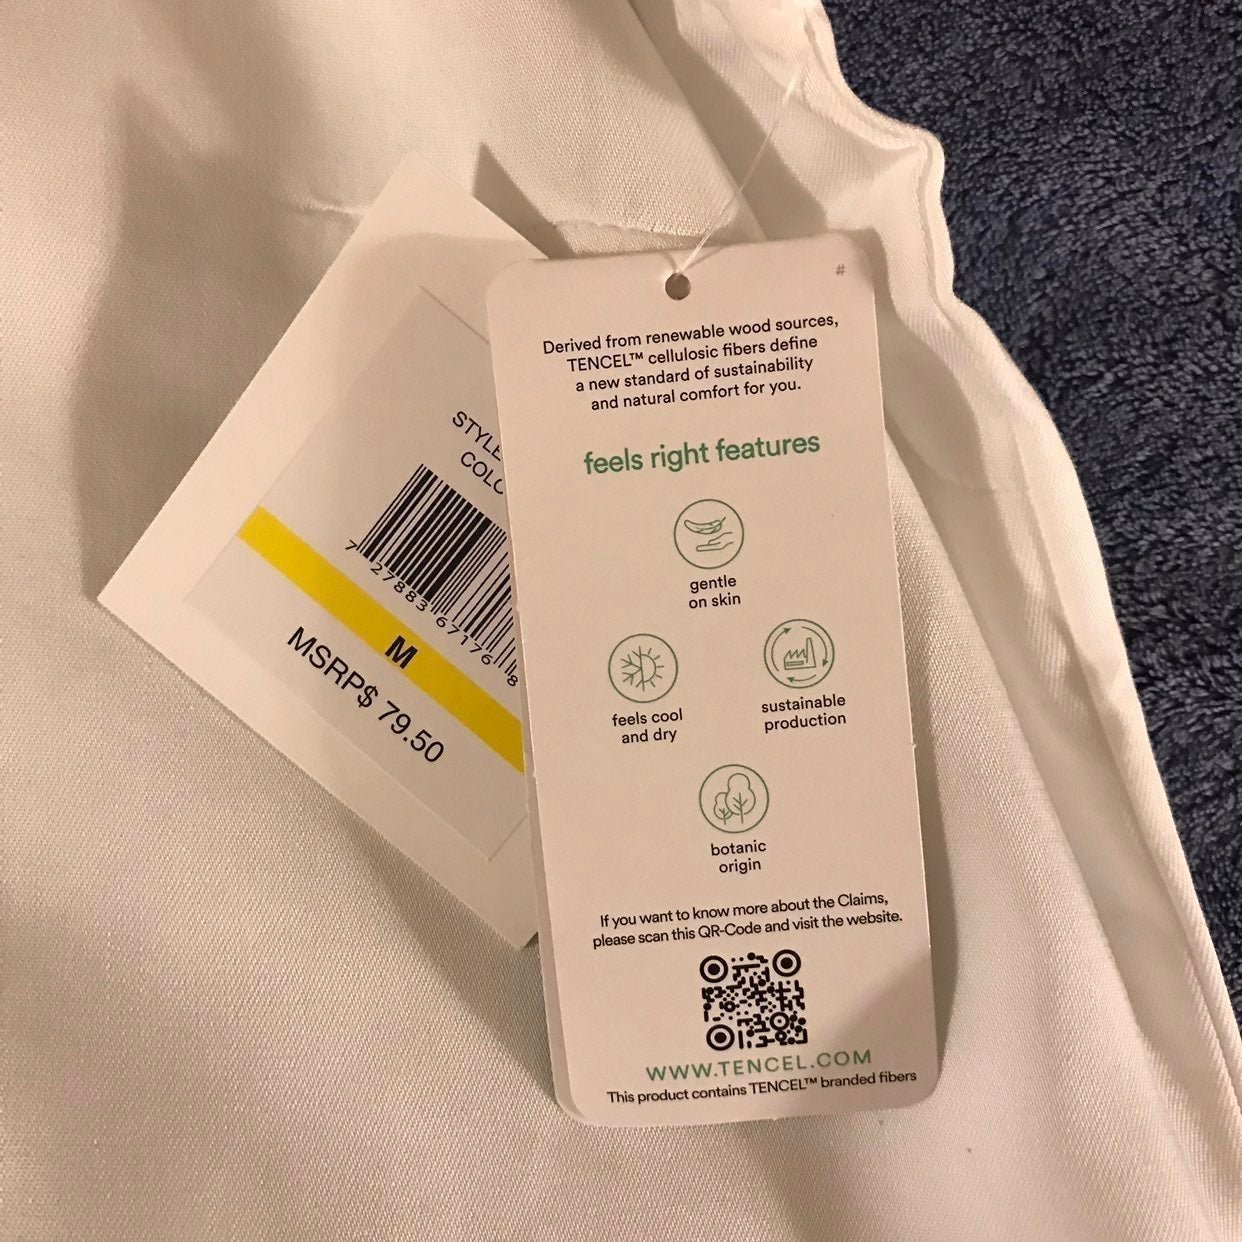 #
Derived from renewable wood sources,
TENCEL™ cellulosic fibers define
a new standard of sustainability
and natural comfort for you.
feels right features
gentle
on skin
feels cool
and dry
sustainable
production
botanic
origin
If you want to know more about the Claims,
please scan this QR-Code and visit the website.
WWW.TENCEL.COM
This product contains TENCEL™ branded fibers
STYLE
COLO
7 27883 67176 8
M
MSRP$ 79.50